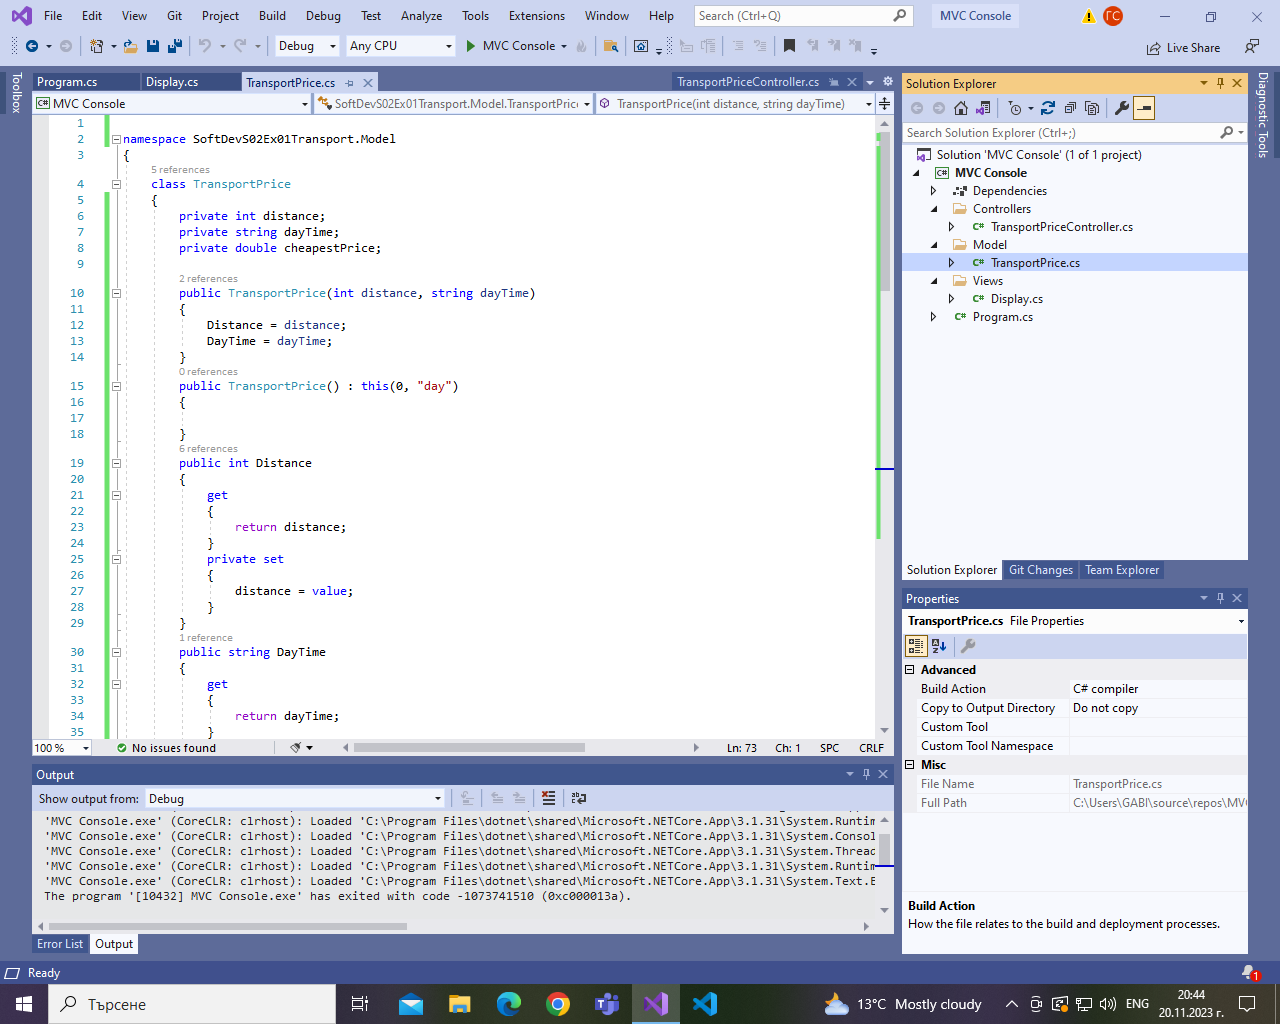 File Edit View Git Project Build Debug Test Analyze Tools Extensions Window Help Search (Ctrl+Q) MVC Console ГС
Debug Any CPU MVC Console Live Share
Toolbox
Program.cs Display.cs TransportPrice.cs TransportPriceController.cs
MVC Console SoftDevS02Ex01Transport.Model.TransportPrice TransportPrice(int distance, string dayTime)
1
2 namespace SoftDevS02Ex01Transport.Model
3 {
5 references
4 class TransportPrice
5 {
6 private int distance;
7 private string dayTime;
8 private double cheapestPrice;
9
2 references
10 public TransportPrice(int distance, string dayTime)
11 {
12 Distance = distance;
13 DayTime = dayTime;
14 }
0 references
15 public TransportPrice() : this(0, "day")
16 {
17
18 }
6 references
19 public int Distance
20 {
21 get
22 {
23 return distance;
24 }
25 private set
26 {
27 distance = value;
28 }
29 }
1 reference
30 public string DayTime
31 {
32 get
33 {
34 return dayTime;
35 }
100 % No issues found Ln: 73 Ch: 1 SPC CRLF
Output
Show output from: Debug
'MVC Console.exe' (CoreCLR: clrhost): Loaded 'C:\Program Files\dotnet\shared\Microsoft.NETCore.App\3.1.31\System.Runtim
'MVC Console.exe' (CoreCLR: clrhost): Loaded 'C:\Program Files\dotnet\shared\Microsoft.NETCore.App\3.1.31\System.Consol
'MVC Console.exe' (CoreCLR: clrhost): Loaded 'C:\Program Files\dotnet\shared\Microsoft.NETCore.App\3.1.31\System.Thread
'MVC Console.exe' (CoreCLR: clrhost): Loaded 'C:\Program Files\dotnet\shared\Microsoft.NETCore.App\3.1.31\System.Runtim
'MVC Console.exe' (CoreCLR: clrhost): Loaded 'C:\Program Files\dotnet\shared\Microsoft.NETCore.App\3.1.31\System.Text.E
The program '[10432] MVC Console.exe' has exited with code -1073741510 (0xc000013a).
Error List Output
Solution Explorer
Search Solution Explorer (Ctrl+;)
Solution 'MVC Console' (1 of 1 project)
C# MVC Console
Dependencies
Controllers
C# TransportPriceController.cs
Model
C# TransportPrice.cs
Views
C# Display.cs
C# Program.cs
Solution Explorer Git Changes Team Explorer
Properties
TransportPrice.cs File Properties
Advanced
Build Action C# compiler
Copy to Output Directory Do not copy
Custom Tool
Custom Tool Namespace
Misc
File Name TransportPrice.cs
Full Path C:\Users\GABI\source\repos\MVC
Build Action
How the file relates to the build and deployment processes.
Diagnostic Tools
Ready 1
Търсене 13°C Mostly cloudy ENG 20:44
20.11.2023 г.